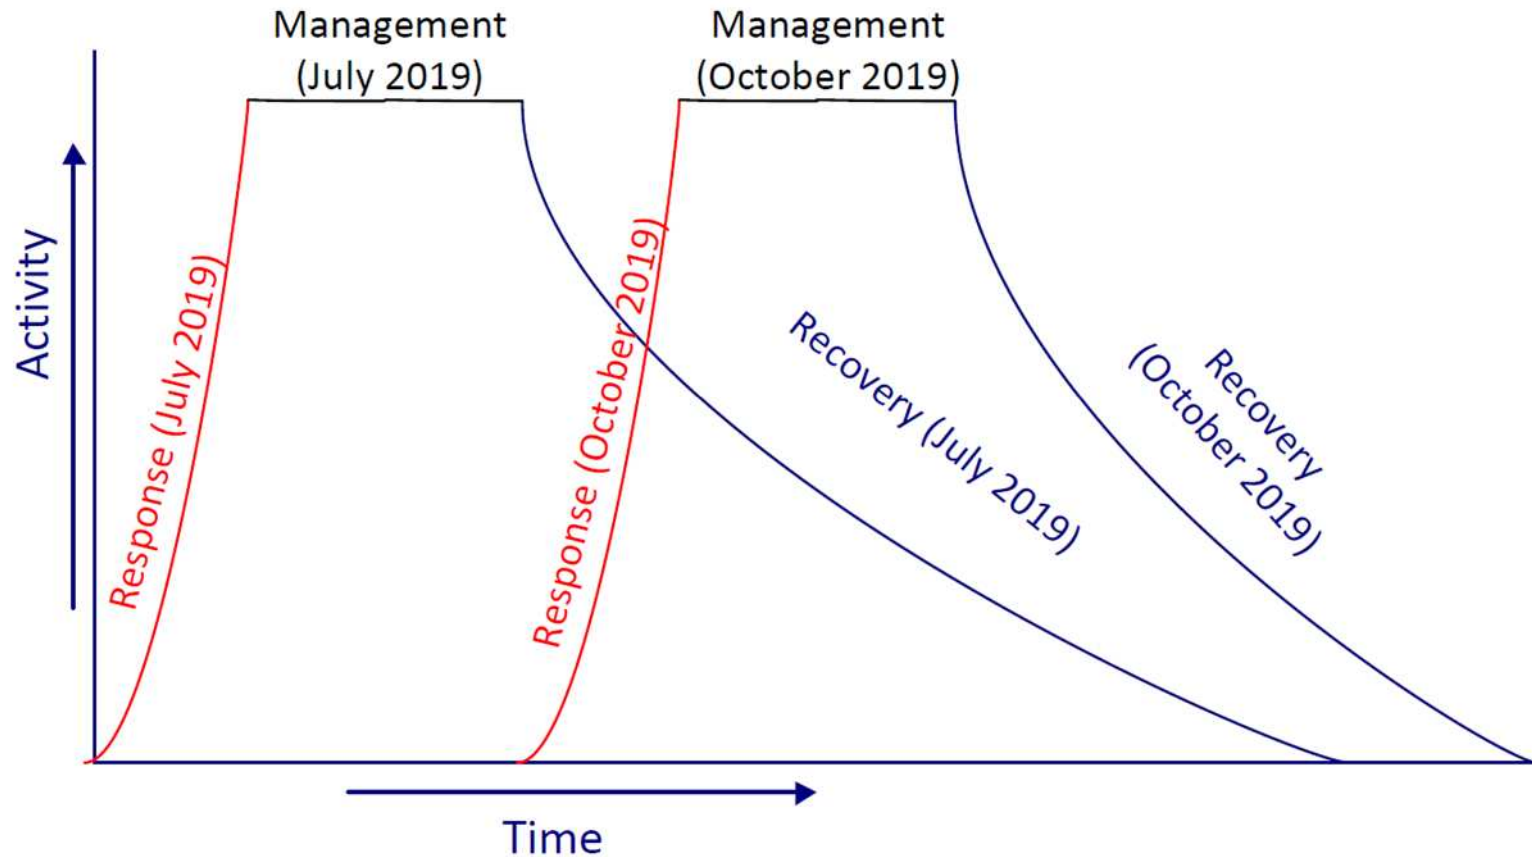 Management
(July 2019)
Management
(October 2019)
Activity
Response (July 2019)
Response (October 2019)
Recovery (July 2019)
Recovery
(October 2019)
Time